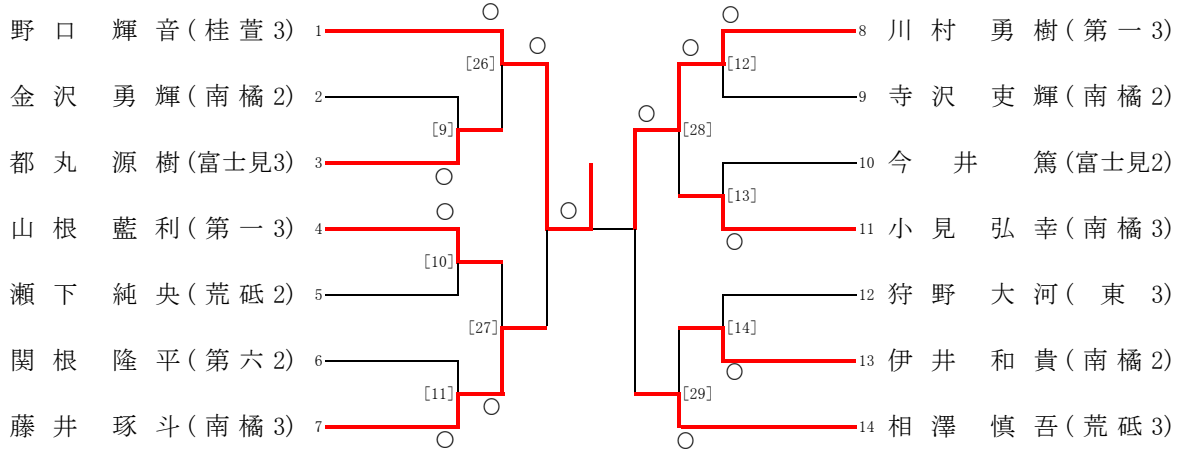 野口 輝音(桂萱3) 1
金沢 勇輝(南橘2) 2
都丸 源樹(富士見3) 3
山根 藍利(第一3) 4
瀬下 純央(荒砥2) 5
関根 隆平(第六2) 6
藤井 琢斗(南橘3) 7
[26]
[9]
[10]
[27]
[11]
[12]
[28]
[13]
[14]
[29]
8 川村 勇樹(第一3)
9 寺沢 吏輝(南橘2)
10 今井 篤(富士見2)
11 小見 弘幸(南橘3)
12 狩野 大河(東 3)
13 伊井 和貴(南橘2)
14 相澤 慎吾(荒砥3)